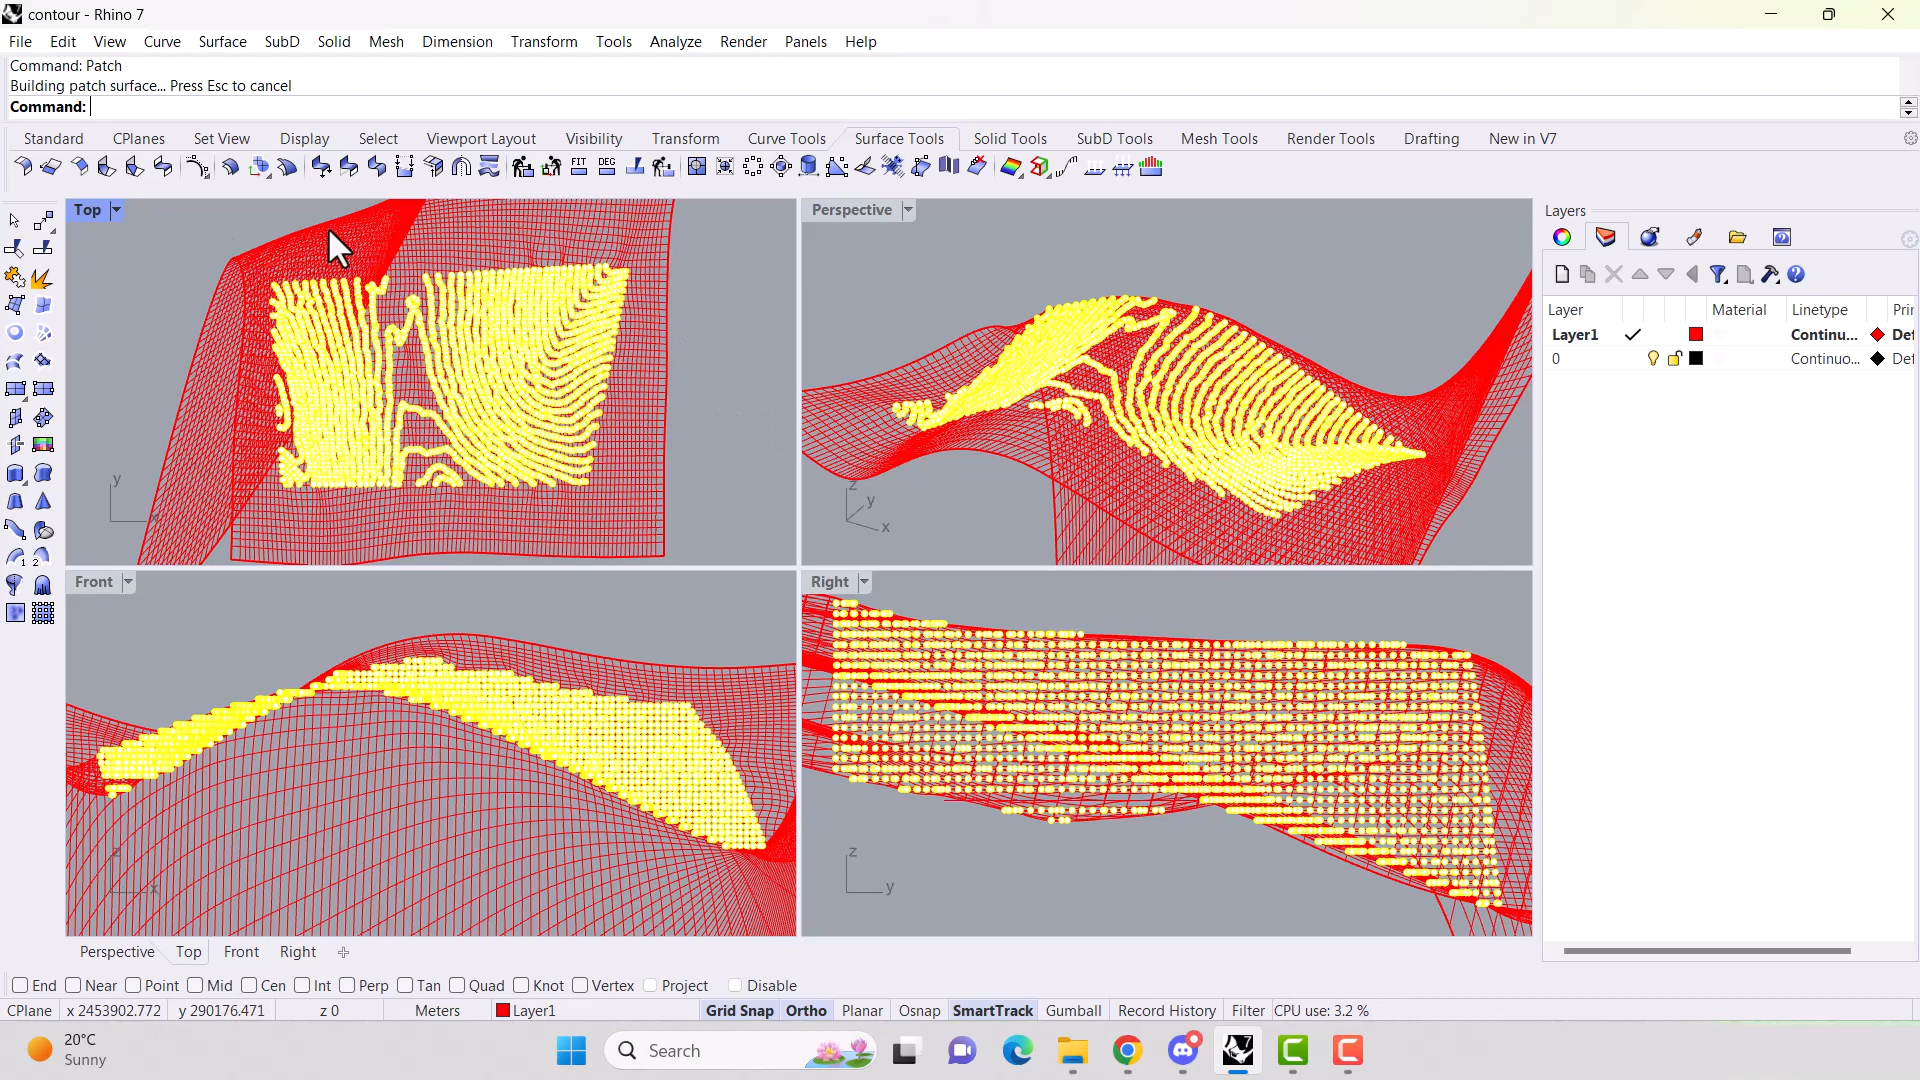 contour - Rhino 7
File Edit View Curve Surface SubD Solid Mesh Dimension Transform Tools Analyze Render Panels Help
Command: Patch
Building patch surface... Press Esc to cancel
Command:
Standard CPlanes Set View Display Select Viewport Layout Visibility Transform Curve Tools Surface Tools Solid Tools SubD Tools Mesh Tools Render Tools Drafting New in V7
FIT DEG
Top
Perspective
Layers
Layer Material Linetype Prir
Layer1 Continu... Def
0 Continuo... Def
y
x
z
y
x
Front
Right
z
x
z
y
1 2
Perspective Top Front Right
End Near Point Mid Cen Int Perp Tan Quad Knot Vertex Project Disable
CPlane x 2453902.772 y 290176.471 z 0 Meters Layer1 Grid Snap Ortho Planar Osnap SmartTrack Gumball Record History Filter CPU use: 3.2 %
20°C
Sunny
Search
7
C
C